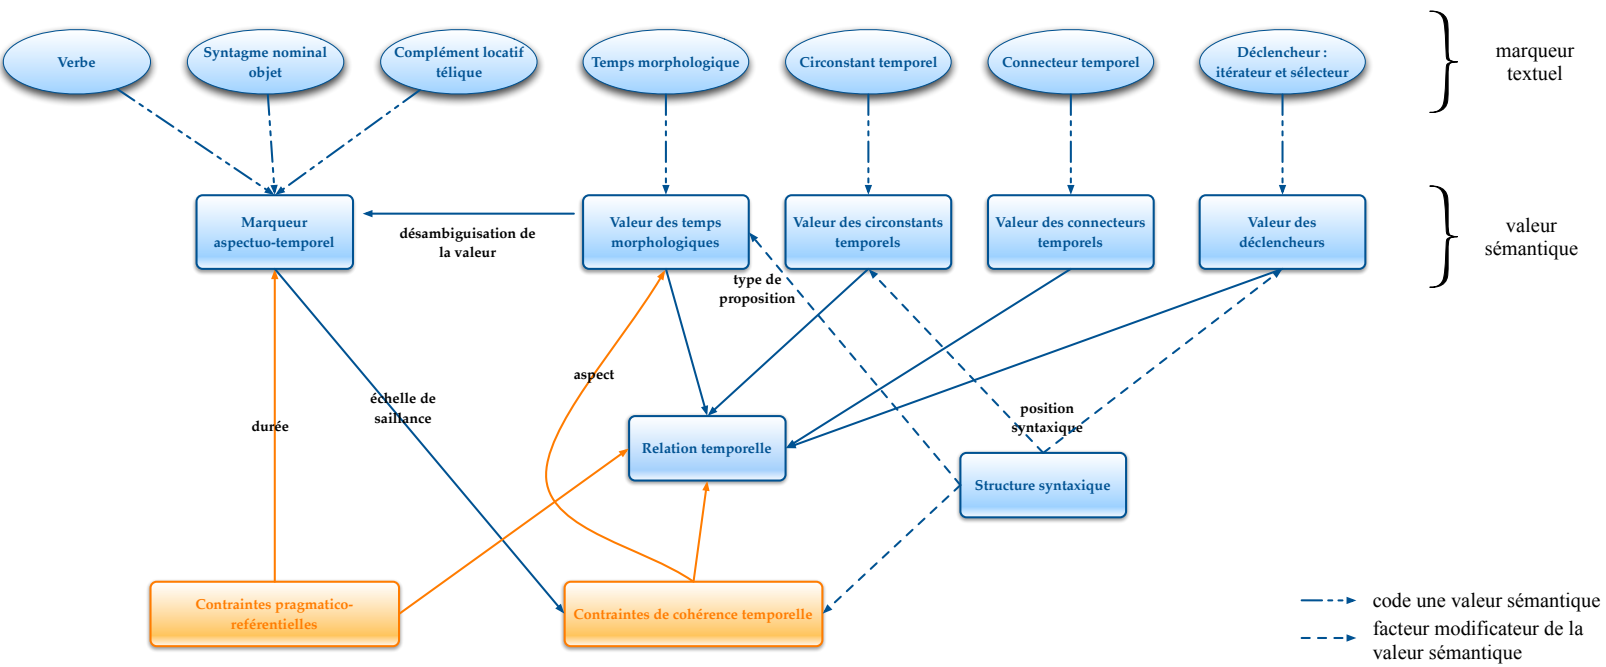 Verbe
Syntagme nominal
objet
Complément locatif
télique
Temps morphologique
Circonstant temporel
Connecteur temporel
Déclencheur :
itérateur et sélecteur
marqueur
textuel
Marqueur
aspectuo-temporel
désambiguisation de
la valeur
Valeur des temps
morphologiques
Valeur des circonstants
temporels
Valeur des connecteurs
temporels
Valeur des
déclencheurs
valeur
sémantique
type de
proposition
aspect
échelle de
saillance
durée
position
syntaxique
Relation temporelle
Structure syntaxique
Contraintes pragmatico-
reférentielles
Contraintes de cohérence temporelle
code une valeur sémantique
facteur modificateur de la
valeur sémantique